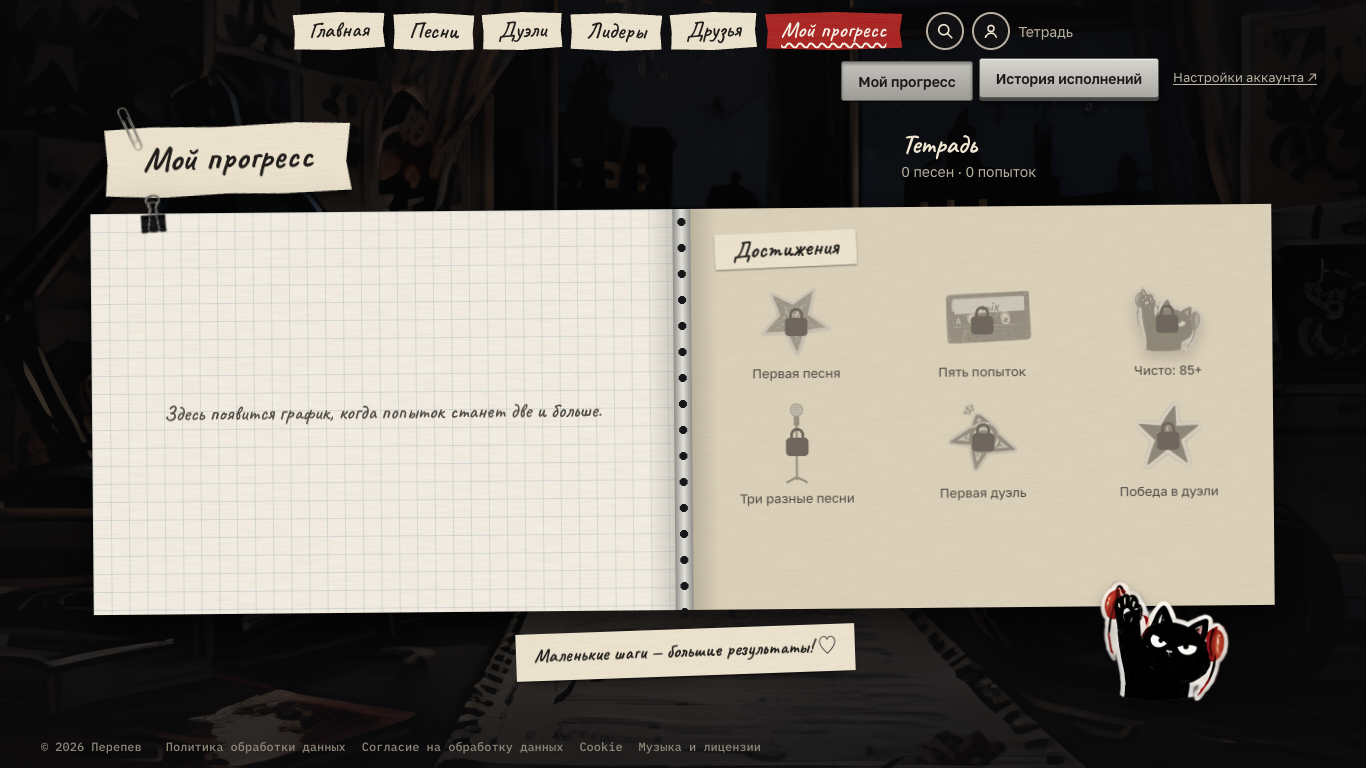 Главная Песни Дуэли Лидеры Друзья Мой прогресс Тетрадь
Мой прогресс История исполнений Настройки аккаунта ↗
Мой прогресс
Тетрадь
0 песен · 0 попыток
Здесь появится график, когда попыток станет две и больше.
Достижения
Первая песня Пять попыток Чисто: 85+
Три разные песни Первая дуэль Победа в дуэли
Маленькие шаги — большие результаты! ♡
© 2026 Перепев Политика обработки данных Согласие на обработку данных Cookie Музыка и лицензии